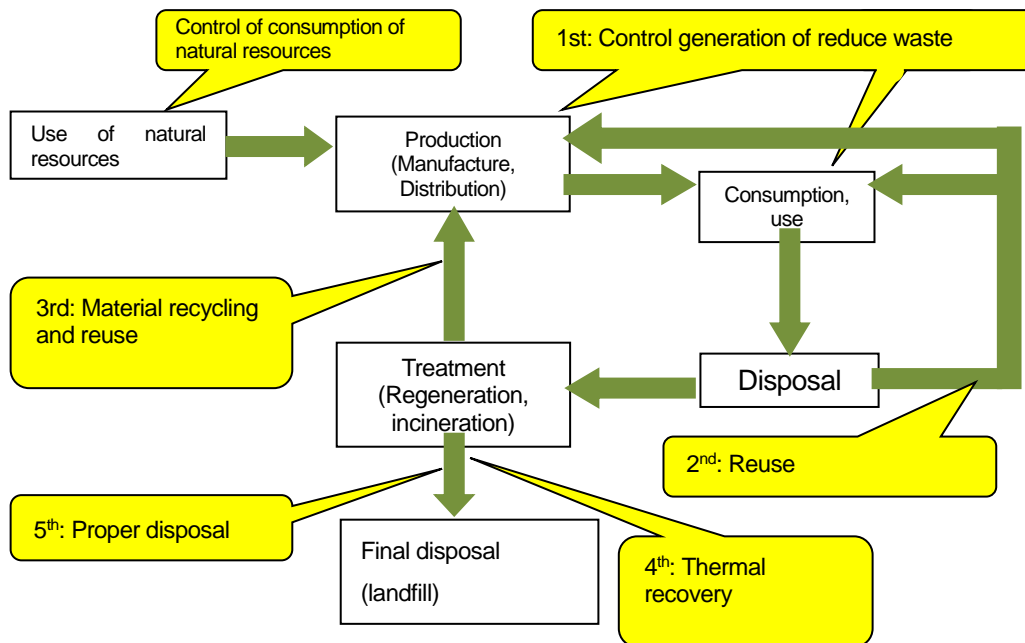 Control of consumption of
natural resources
1st: Control generation of reduce waste
Use of natural
resources
Production
(Manufacture,
Distribution)
Consumption,
use
3rd: Material recycling
and reuse
Treatment
(Regeneration,
incineration)
Disposal
2nd: Reuse
5th: Proper disposal
Final disposal
(landfill)
4th: Thermal
recovery